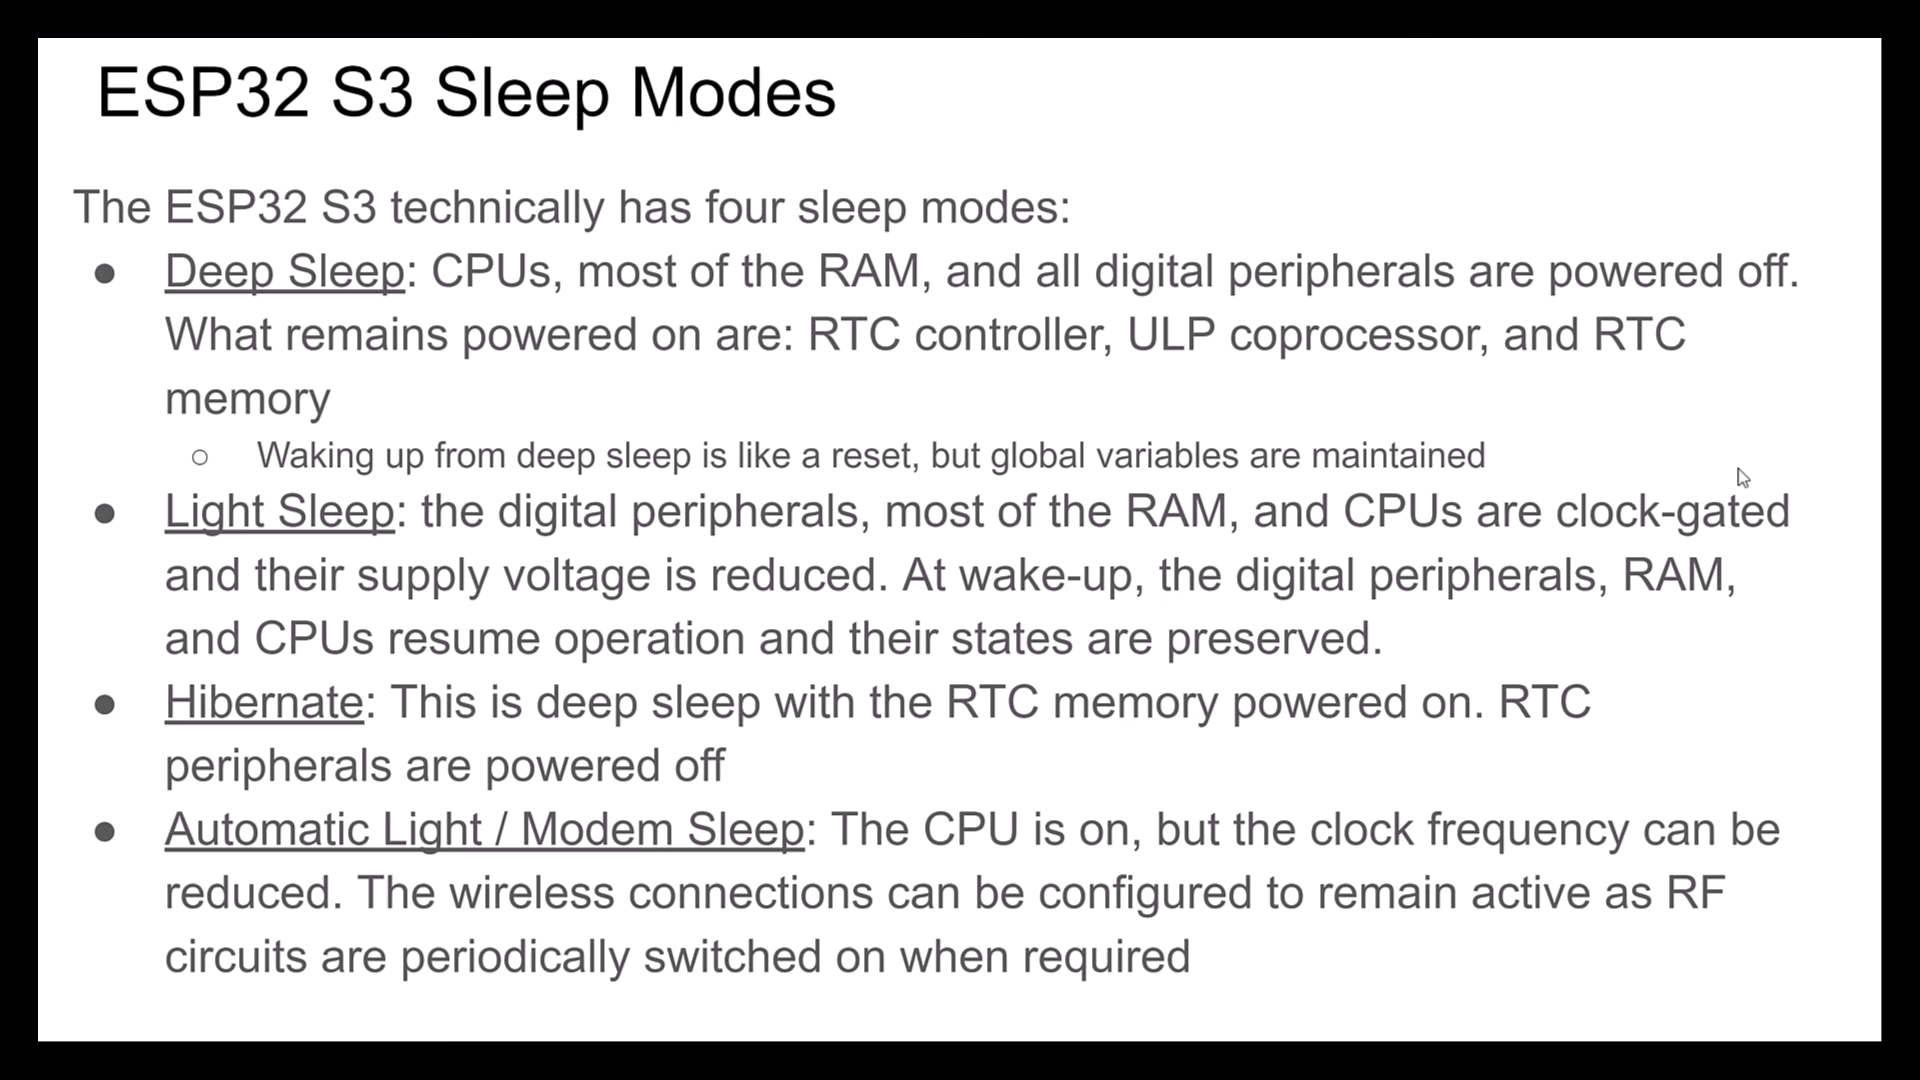 ESP32 S3 Sleep Modes
The ESP32 S3 technically has four sleep modes:
● Deep Sleep: CPUs, most of the RAM, and all digital peripherals are powered off.
What remains powered on are: RTC controller, ULP coprocessor, and RTC
memory
○ Waking up from deep sleep is like a reset, but global variables are maintained
● Light Sleep: the digital peripherals, most of the RAM, and CPUs are clock-gated
and their supply voltage is reduced. At wake-up, the digital peripherals, RAM,
and CPUs resume operation and their states are preserved.
● Hibernate: This is deep sleep with the RTC memory powered on. RTC
peripherals are powered off
● Automatic Light / Modem Sleep: The CPU is on, but the clock frequency can be
reduced. The wireless connections can be configured to remain active as RF
circuits are periodically switched on when required